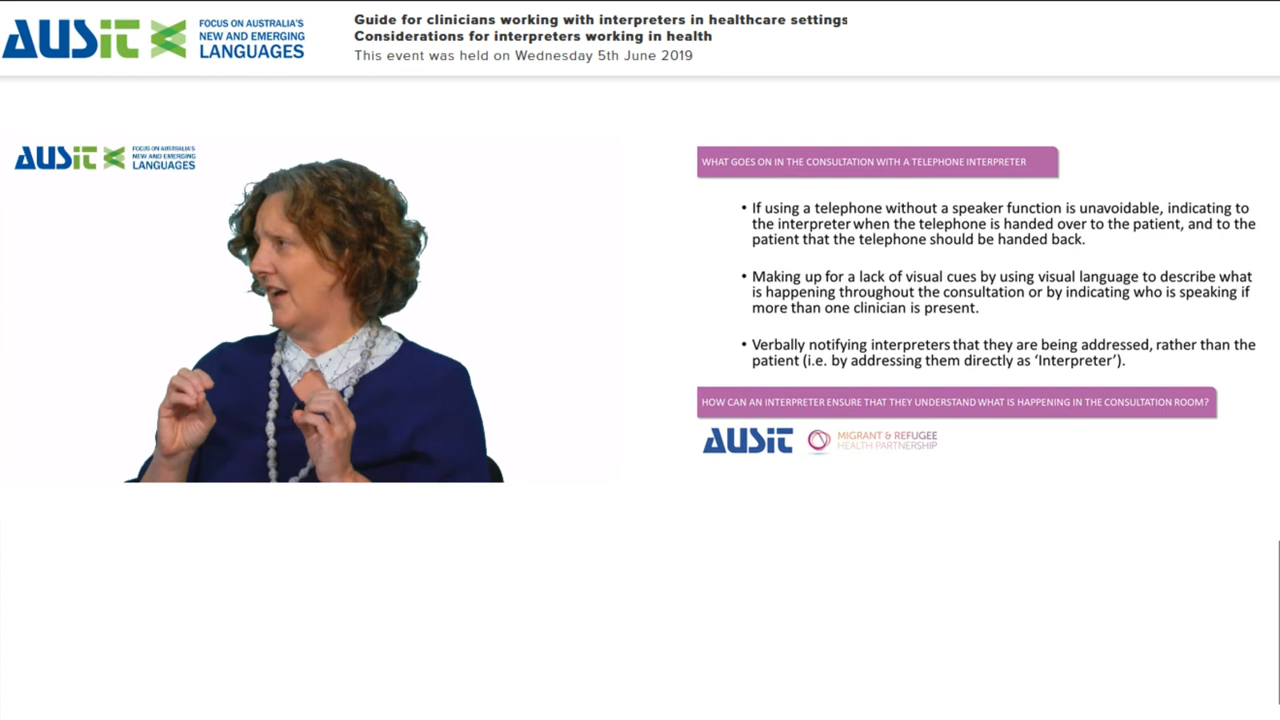 AUSiT
FOCUS ON AUSTRALIA'S
NEW AND EMERGING
LANGUAGES
Guide for clinicians working with interpreters in healthcare settings
Considerations for interpreters working in health
This event was held on Wednesday 5th June 2019
AUSiT
FOCUS ON AUSTRALIA'S
NEW AND EMERGING
LANGUAGES
WHAT GOES ON IN THE CONSULTATION WITH A TELEPHONE INTERPRETER
• If using a telephone without a speaker function is unavoidable, indicating to
the interpreter when the telephone is handed over to the patient, and to the
patient that the telephone should be handed back.
• Making up for a lack of visual cues by using visual language to describe what
is happening throughout the consultation or by indicating who is speaking if
more than one clinician is present.
• Verbally notifying interpreters that they are being addressed, rather than the
patient (i.e. by addressing them directly as ‘Interpreter’).
HOW CAN AN INTERPRETER ENSURE THAT THEY UNDERSTAND WHAT IS HAPPENING IN THE CONSULTATION ROOM?
AUSiT
MIGRANT & REFUGEE
HEALTH PARTNERSHIP